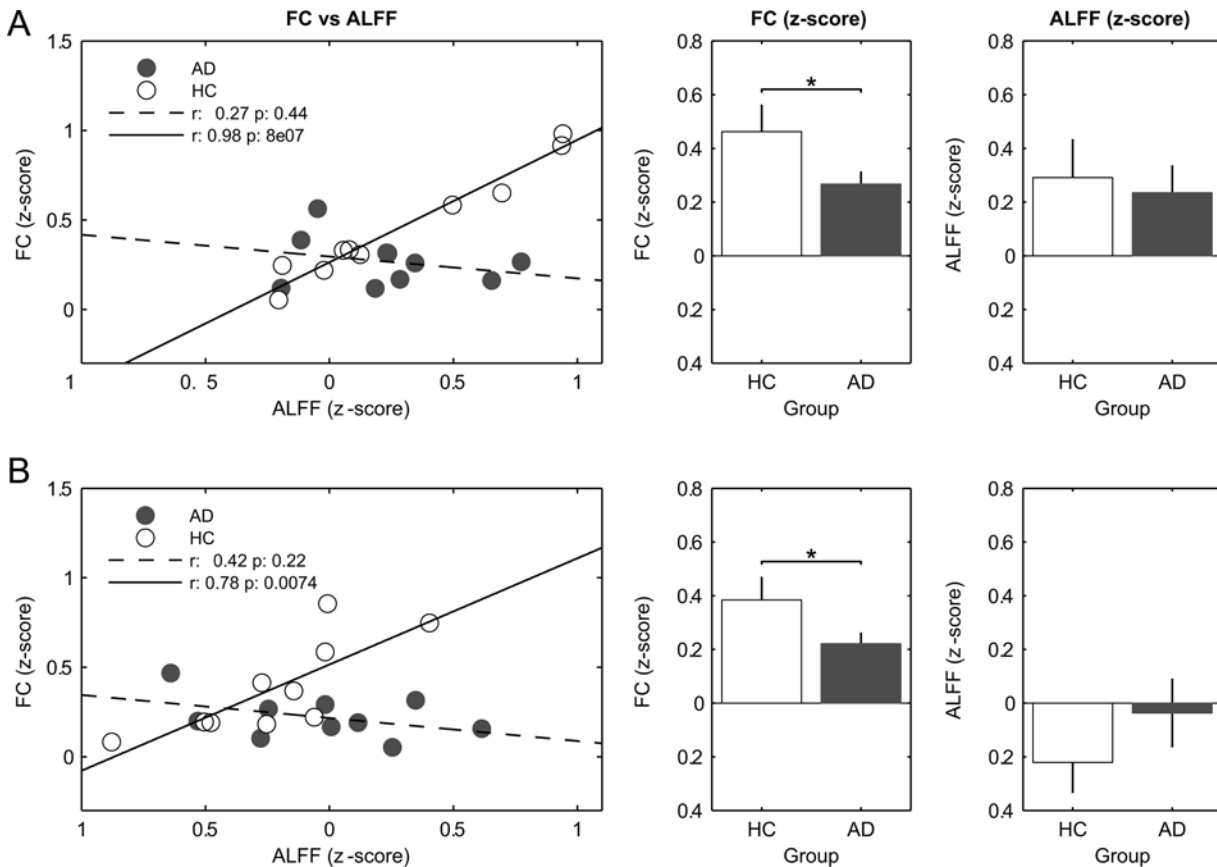 A
FC vs ALFF
1.5
1
0.5
0
FC (z-score)
AD
HC
r: 0.27 p: 0.44
r: 0.98 p: 8e07
1 0. 5 0 0.5 1
ALFF (z -score)
FC (z-score)
0.8
0.6
0.4
0.2
0
0.2
0.4
FC (z-score)
*
HC AD
Group
ALFF (z-score)
0.8
0.6
0.4
0.2
0
0.2
0.4
ALFF (z-score)
HC AD
Group
B
1.5
1
0.5
0
FC (z-score)
AD
HC
r: 0.42 p: 0.22
r: 0.78 p: 0.0074
1 0.5 0 0.5 1
ALFF (z -score)
0.8
0.6
0.4
0.2
0
0.2
0.4
FC (z-score)
*
HC AD
Group
0.8
0.6
0.4
0.2
0
0.2
0.4
ALFF (z -score)
HC AD
Group